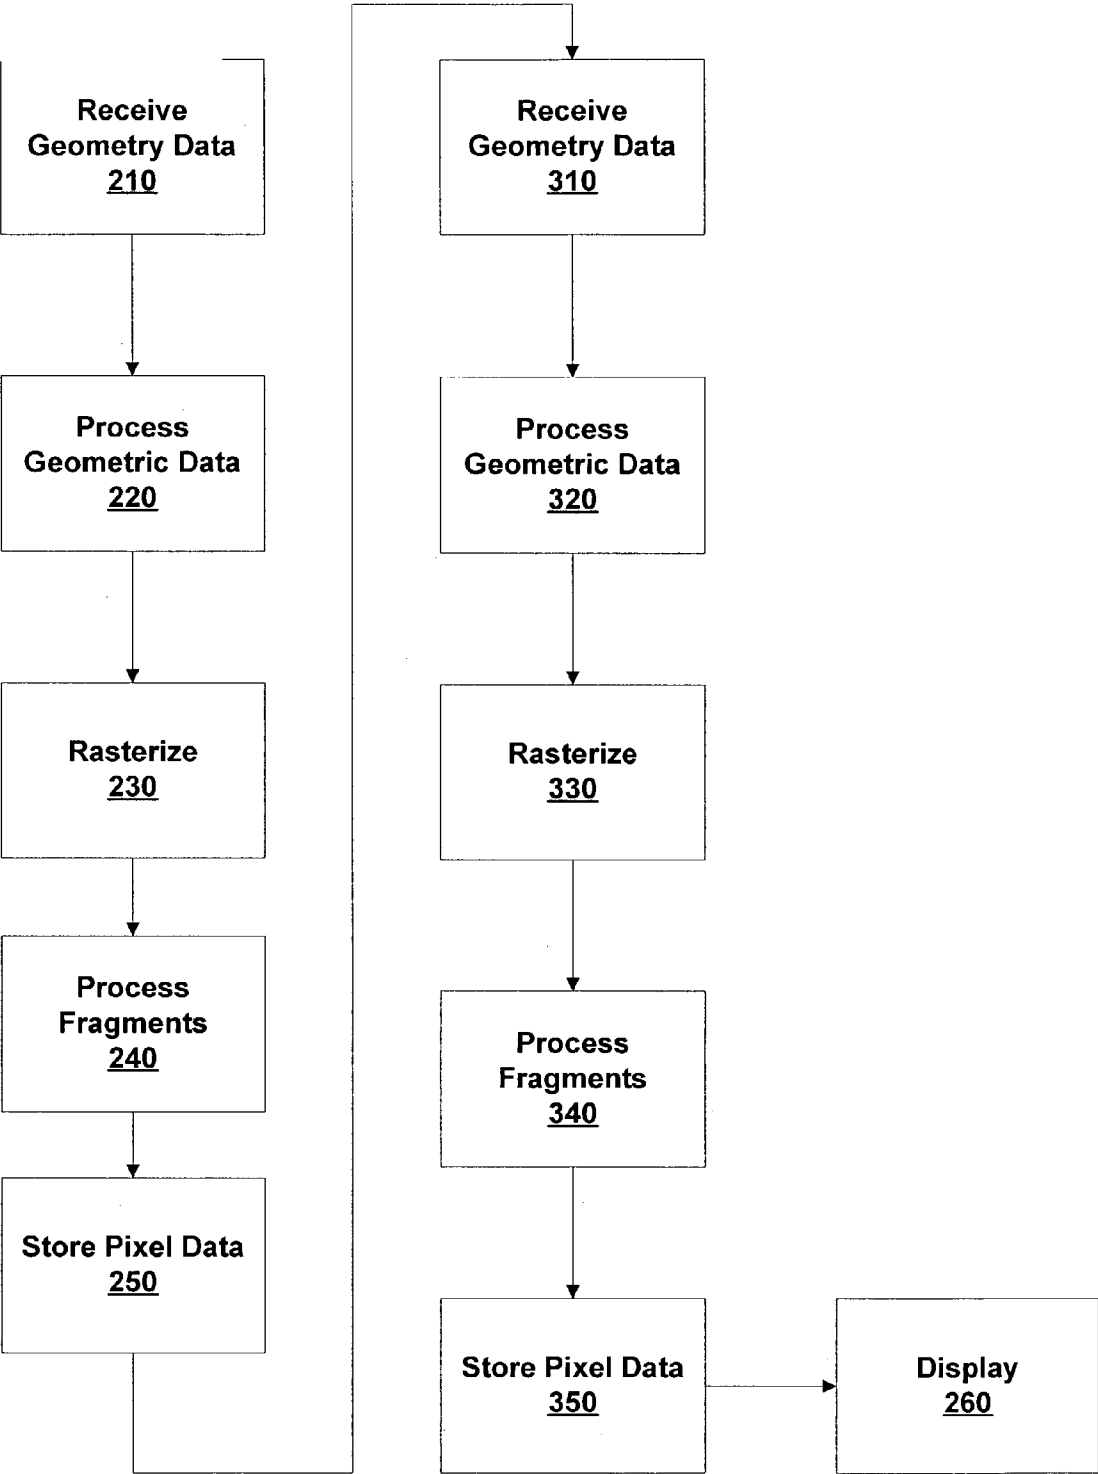 Receive
Geometry Data
210
Process
Geometric Data
220
Rasterize
230
Process
Fragments
240
Store Pixel Data
250
Receive
Geometry Data
310
Process
Geometric Data
320
Rasterize
330
Process
Fragments
340
Store Pixel Data
350
Display
260